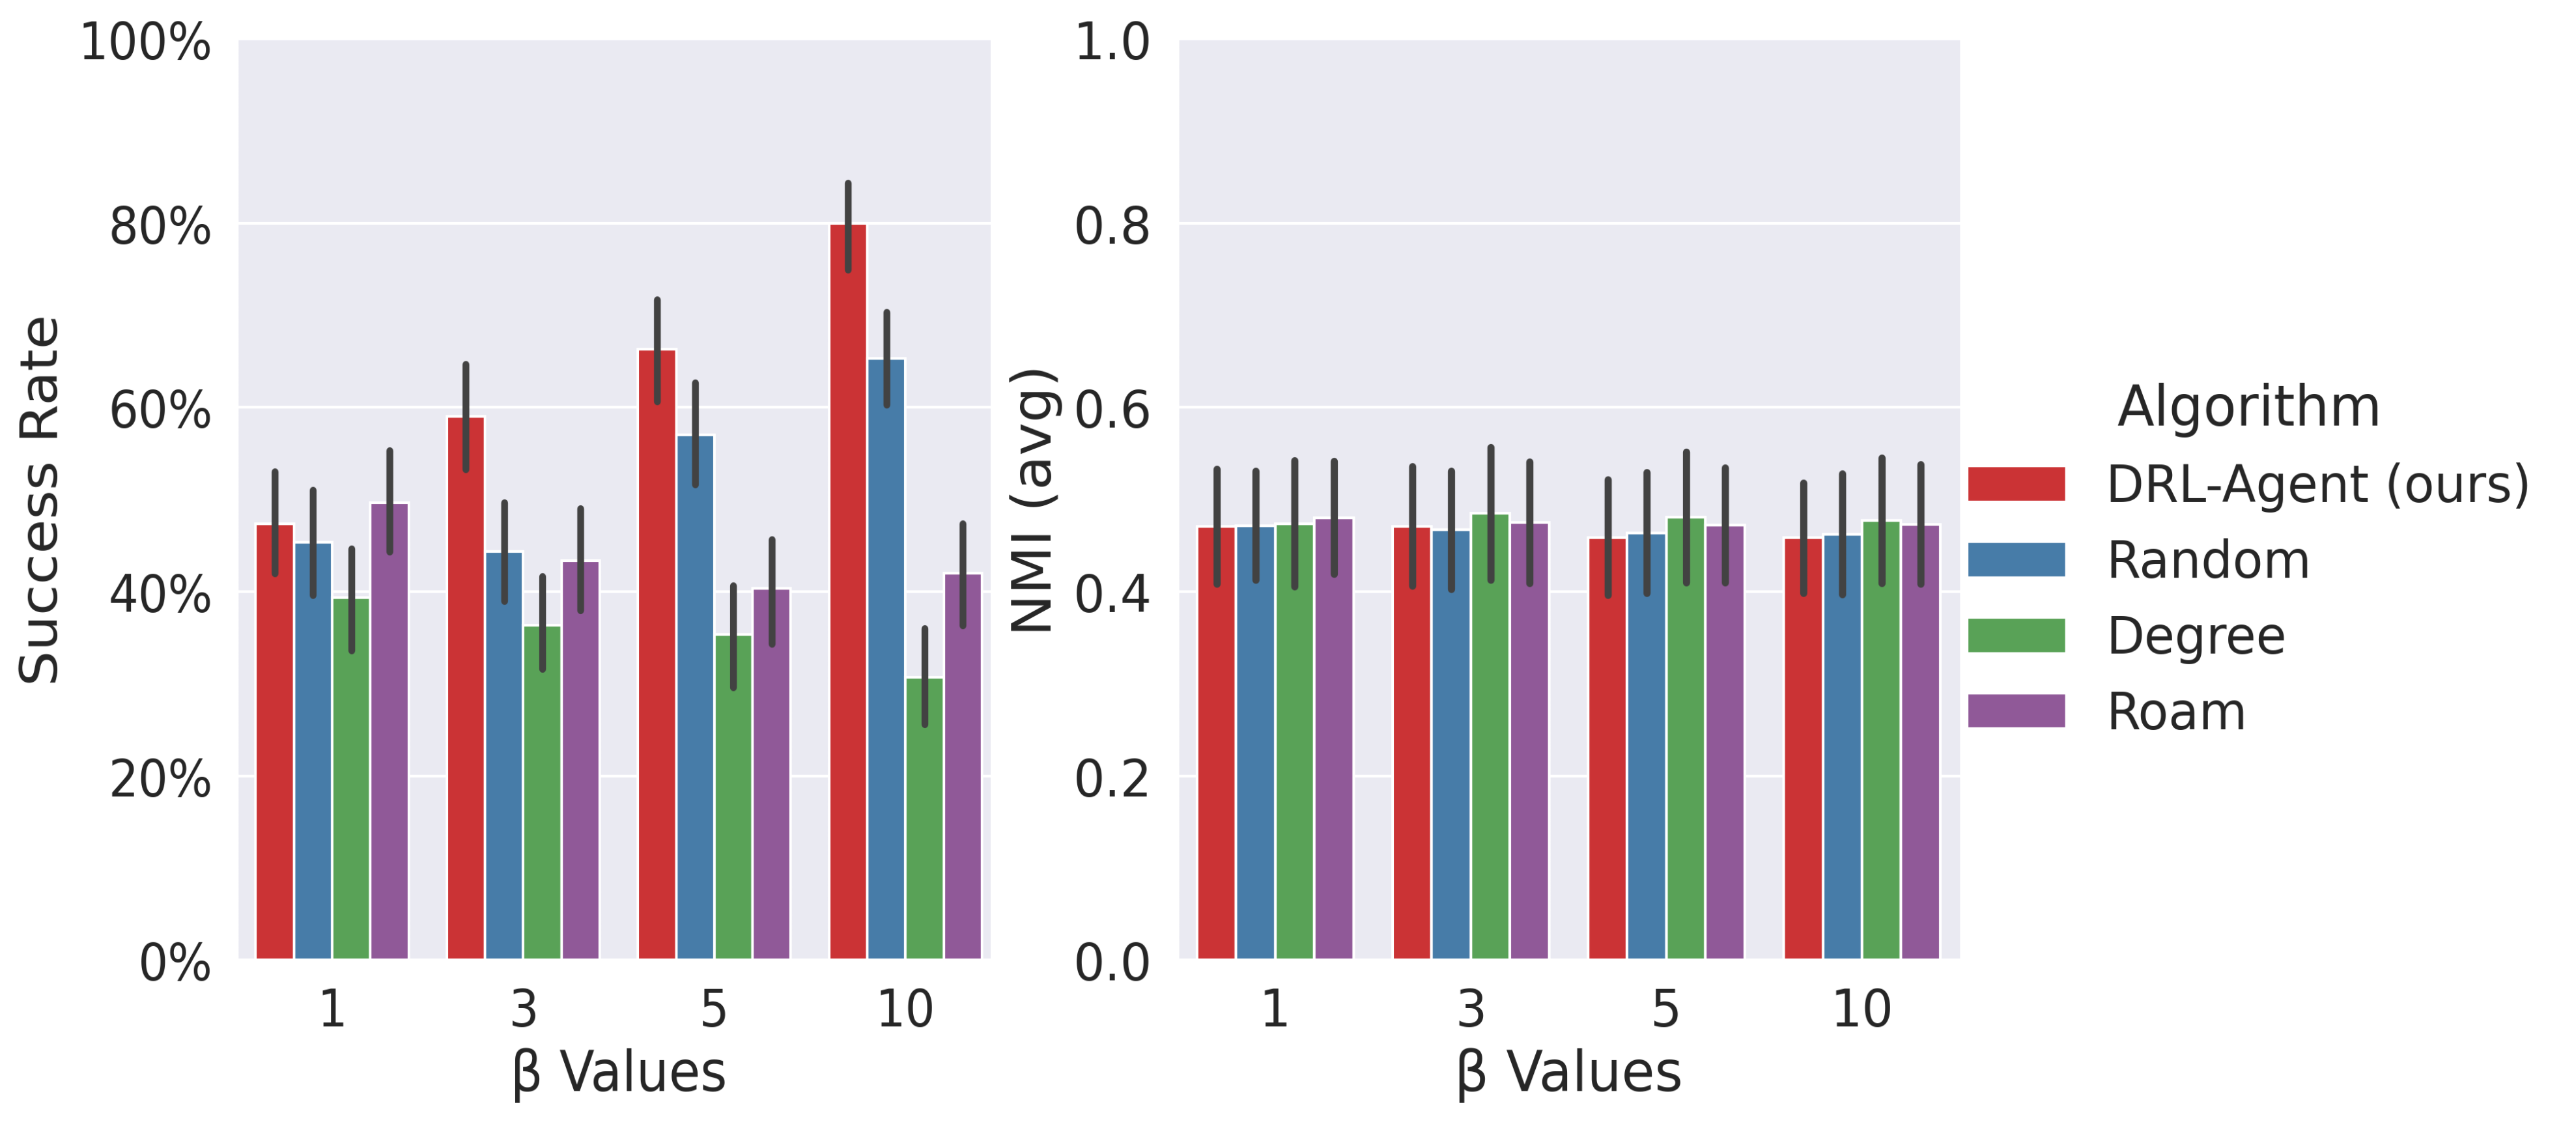 100%
80%
60%
40%
20%
0%
Success Rate
1 3 5 10
β Values
1.0
0.8
0.6
0.4
0.2
0.0
NMI (avg)
1 3 5 10
β Values
Algorithm
DRL-Agent (ours)
Random
Degree
Roam